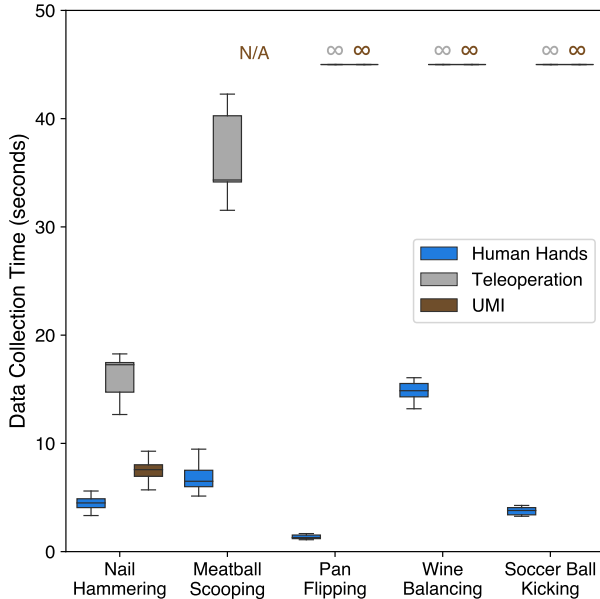 50
40
30
20
10
0
Data Collection Time (seconds)
N/A
∞ ∞
∞ ∞
∞ ∞
Human Hands
Teleoperation
UMI
Nail
Hammering
Meatball
Scooping
Pan
Flipping
Wine
Balancing
Soccer Ball
Kicking